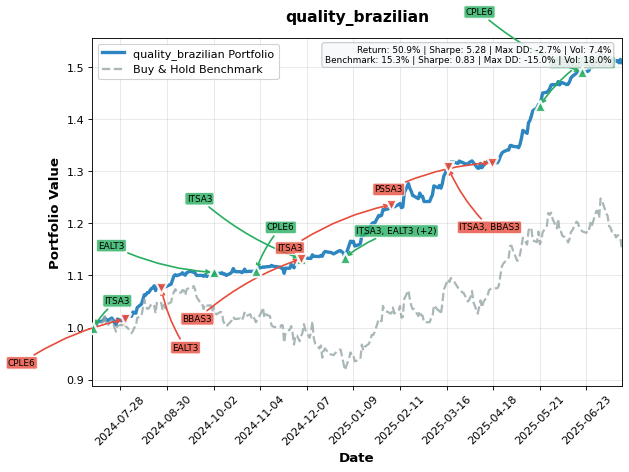 quality_brazilian
CPLE6
Return: 50.9% | Sharpe: 5.28 | Max DD: -2.7% | Vol: 7.4%
Benchmark: 15.3% | Sharpe: 0.83 | Max DD: -15.0% | Vol: 18.0%
quality_brazilian Portfolio
Buy & Hold Benchmark
PSSA3
ITSA3
CPLE6
ITSA3, BBAS3
ITSA3, EALT3 (+2)
EALT3
ITSA3
ITSA3
BBAS3
EALT3
CPLE6
Portfolio Value
1.5
1.4
1.3
1.2
1.1
1.0
0.9
2024-07-28
2024-08-30
2024-10-02
2024-11-04
2024-12-07
2025-01-09
2025-02-11
2025-03-16
2025-04-18
2025-05-21
2025-06-23
Date